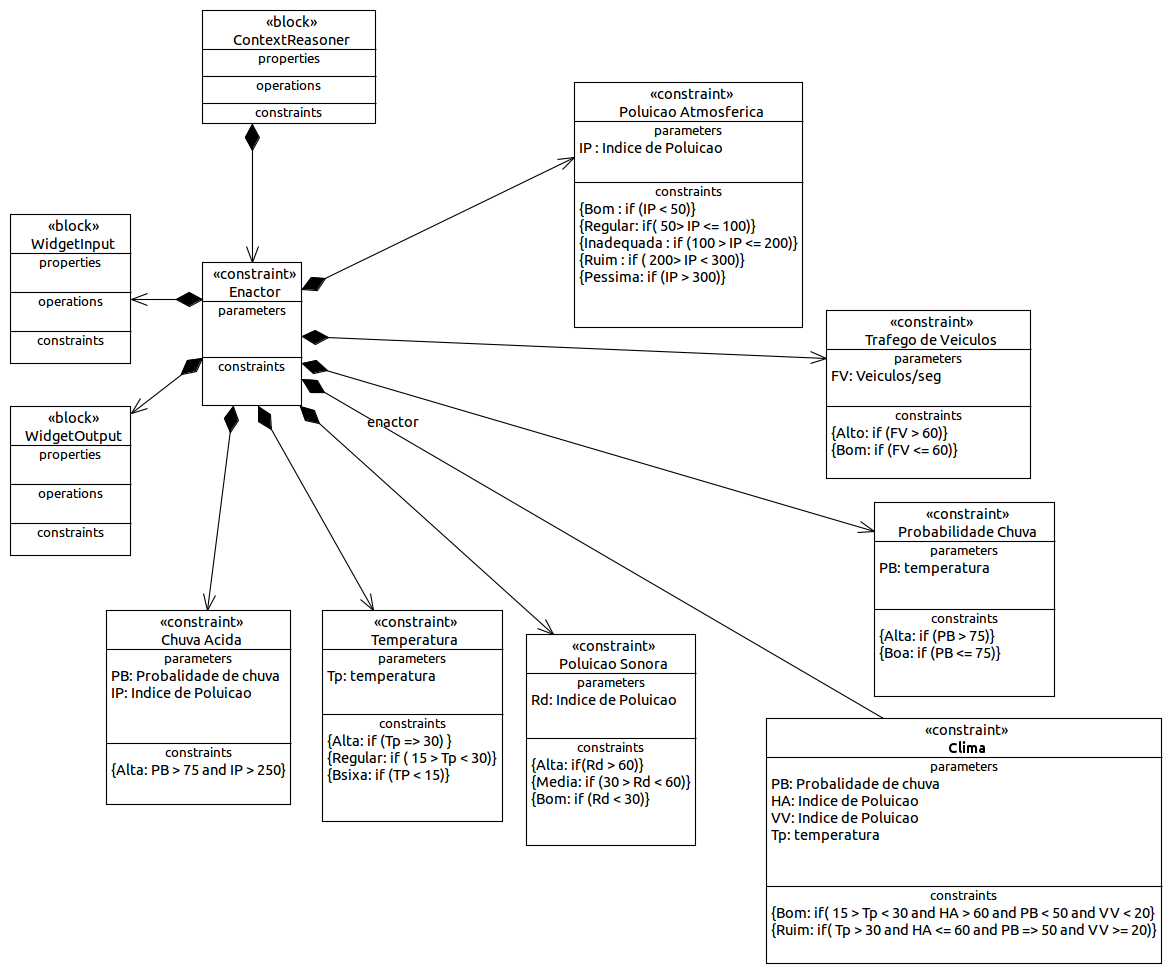 «block»
ContextReasoner
properties
operations
constraints
«constraint»
Poluicao Atmosferica
parameters
IP : Indice de Poluicao
constraints
{Bom : if (IP < 50)}
{Regular: if( 50> IP <= 100)}
{Inadequada : if (100 > IP <= 200)}
{Ruim : if ( 200> IP < 300)}
{Pessima: if (IP > 300)}
«block»
WidgetInput
properties
operations
constraints
«constraint»
Enactor
parameters
constraints
«constraint»
Trafego de Veiculos
parameters
FV: Veiculos/seg
constraints
{Alto: if (FV > 60)}
{Bom: if (FV <= 60)}
«block»
WidgetOutput
properties
operations
constraints
enactor
«constraint»
Probabilidade Chuva
parameters
PB: temperatura
constraints
{Alta: if (PB > 75)}
{Boa: if (PB <= 75)}
«constraint»
Chuva Acida
parameters
PB: Probalidade de chuva
IP: Indice de Poluicao
constraints
{Alta: PB > 75 and IP > 250}
«constraint»
Temperatura
parameters
Tp: temperatura
constraints
{Alta: if (Tp => 30) }
{Regular: if ( 15 > Tp < 30)}
{Bsixa: if (TP < 15)}
«constraint»
Poluicao Sonora
parameters
Rd: Indice de Poluicao
constraints
{Alta: if(Rd > 60)}
{Media: if (30 > Rd < 60)}
{Bom: if (Rd < 30)}
«constraint»
Clima
parameters
PB: Probalidade de chuva
HA: Indice de Poluicao
VV: Indice de Poluicao
Tp: temperatura
constraints
{Bom: if( 15 > Tp < 30 and HA > 60 and PB < 50 and VV < 20}
{Ruim: if( Tp > 30 and HA <= 60 and PB => 50 and VV >= 20)}